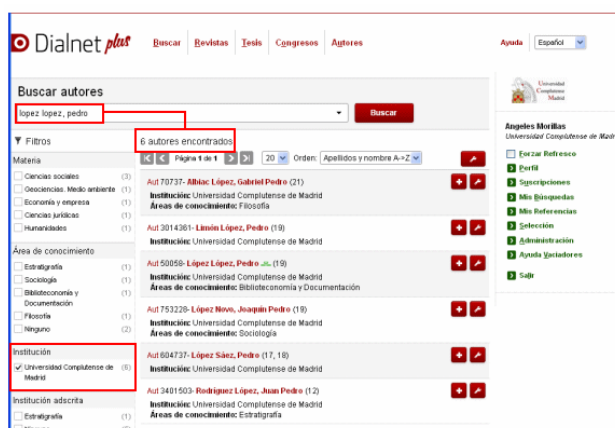 Dialnet plus
Buscar Revistas Tesis Congresos Autores
Ayuda Español
Buscar autores
lopez lopez, pedro
Buscar
Filtros
6 autores encontrados
Página 1 de 1 20 Orden: Apellidos y nombre A->Z
Materia
Ciencias sociales (3)
Geociencias. Medio ambiente (1)
Economía y empresa (1)
Ciencias jurídicas (1)
Humanidades (1)
Área de conocimiento
Estratigrafía (1)
Sociología (1)
Biblioteconomía y (1)
Documentación
Filosofía (1)
Ninguno (2)
Institución
Universidad Complutense de (6)
Madrid
Institución adscrita
Estratigrafía (1)
Aut 70737- Albiac López, Gabriel Pedro (21)
Institución: Universidad Complutense de Madrid
Áreas de conocimiento: Filosofía
Aut 3014361- Limón López, Pedro (19)
Institución: Universidad Complutense de Madrid
Aut 50058- López López, Pedro (19)
Institución: Universidad Complutense de Madrid
Áreas de conocimiento: Biblioteconomía y Documentación
Aut 753228- López Novo, Joaquín Pedro (19)
Institución: Universidad Complutense de Madrid
Áreas de conocimiento: Sociología
Aut 604737- López Sáez, Pedro (17, 18)
Institución: Universidad Complutense de Madrid
Aut 3401503- Rodríguez López, Juan Pedro (12)
Institución: Universidad Complutense de Madrid
Áreas de conocimiento: Estratigrafía
Universidad
Complutense
Madrid
Angeles Morillas
Universidad Complutense de Madr
Forzar Refresco
Perfil
Suscripciones
Mis Búsquedas
Mis Referencias
Selección
Administración
Ayuda Vaciadores
Salir